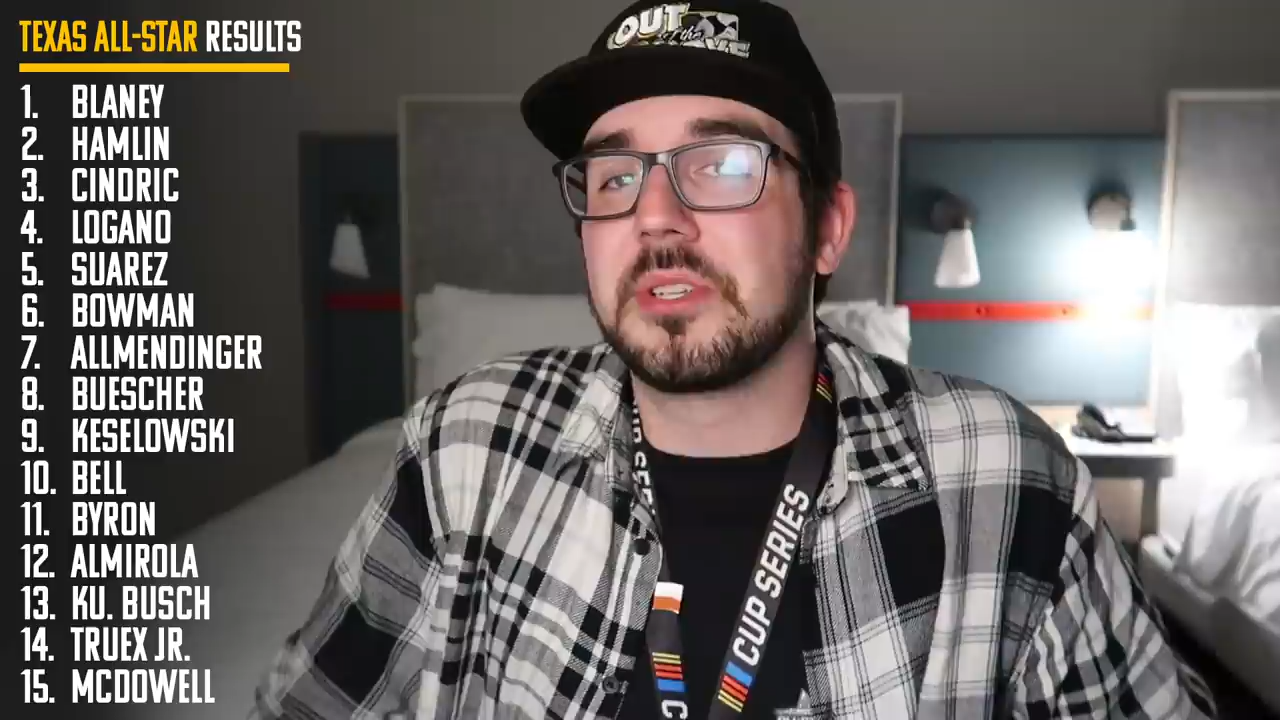 TEXAS ALL-STAR RESULTS
1. BLANEY
2. HAMLIN
3. CINDRIC
4. LOGANO
5. SUAREZ
6. BOWMAN
7. ALLMENDINGER
8. BUESCHER
9. KESELOWSKI
10. BELL
11. BYRON
12. ALMIROLA
13. KU. BUSCH
14. TRUEX JR.
15. MCDOWELL
OUT
of the
CUP SERIES